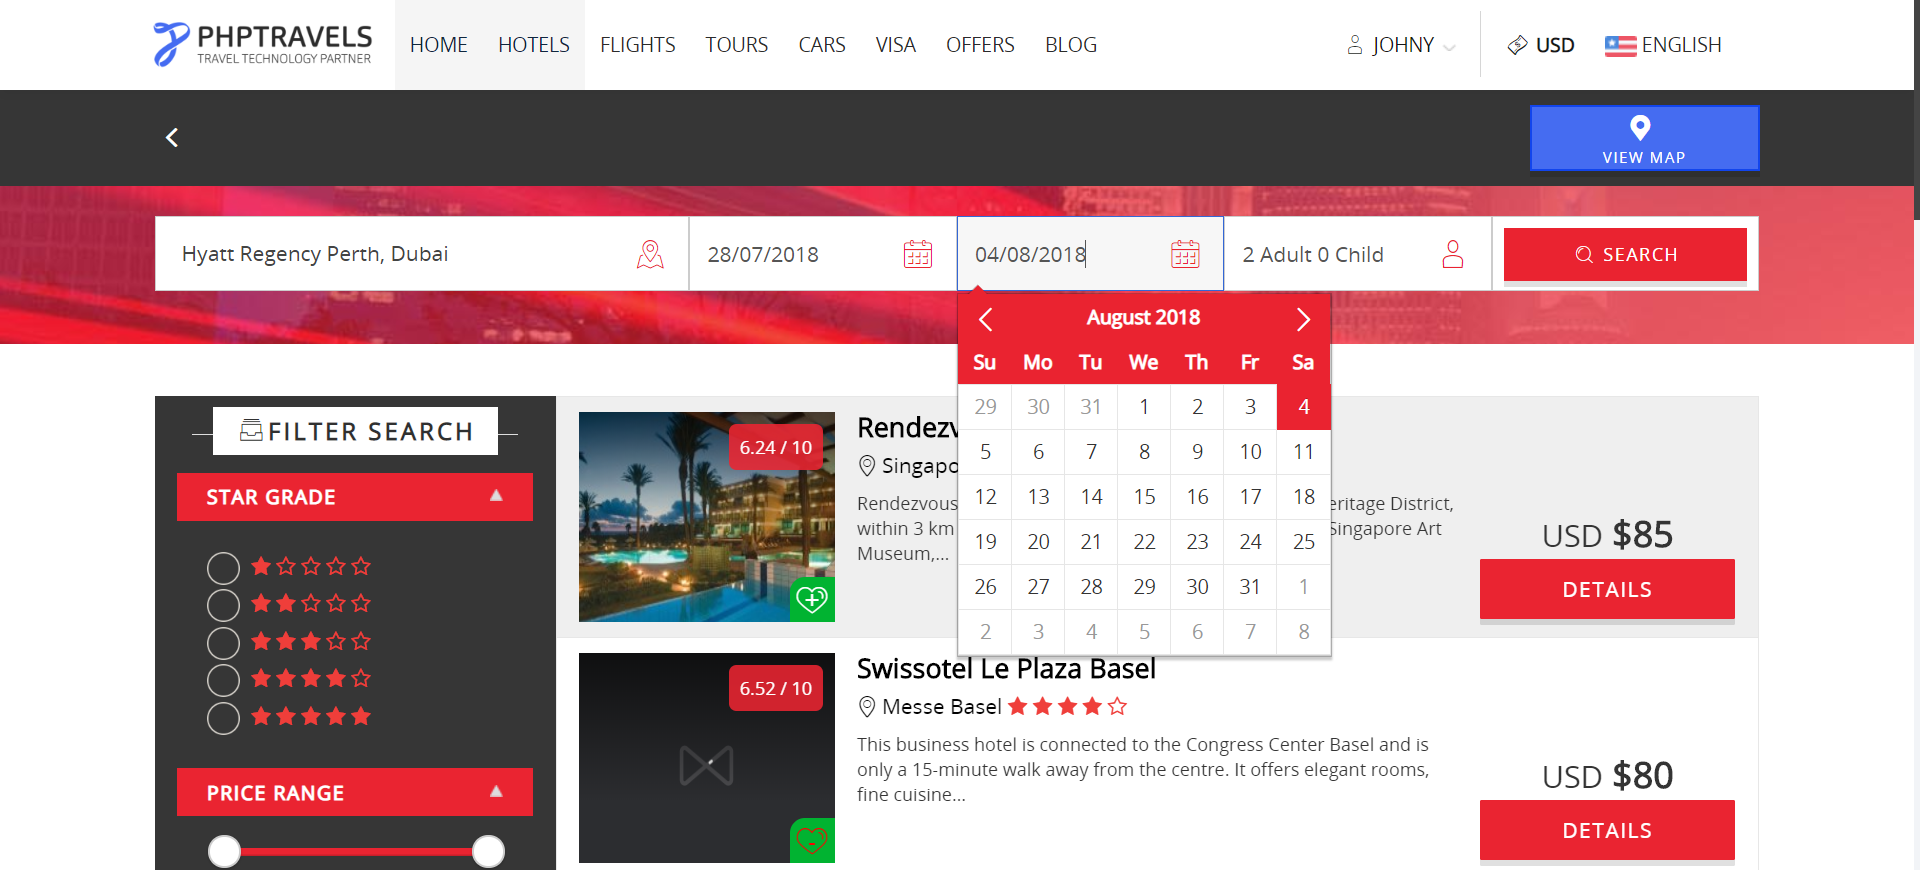 PHPTRAVELS
TRAVEL TECHNOLOGY PARTNER
HOME HOTELS FLIGHTS TOURS CARS VISA OFFERS BLOG
JOHNY USD ENGLISH
VIEW MAP
Hyatt Regency Perth, Dubai 28/07/2018 04/08/2018 2 Adult 0 Child SEARCH
August 2018
Su Mo Tu We Th Fr Sa
29 30 31 1 2 3 4
5 6 7 8 9 10 11
12 13 14 15 16 17 18
19 20 21 22 23 24 25
26 27 28 29 30 31 1
2 3 4 5 6 7 8
FILTER SEARCH
STAR GRADE
PRICE RANGE
6.24 / 10
Rendezv
Singapo
Rendezvous eritage District,
within 3 km Singapore Art
Museum,...
USD $85
DETAILS
6.52 / 10
Swissotel Le Plaza Basel
Messe Basel
This business hotel is connected to the Congress Center Basel and is
only a 15-minute walk away from the centre. It offers elegant rooms,
fine cuisine...
USD $80
DETAILS